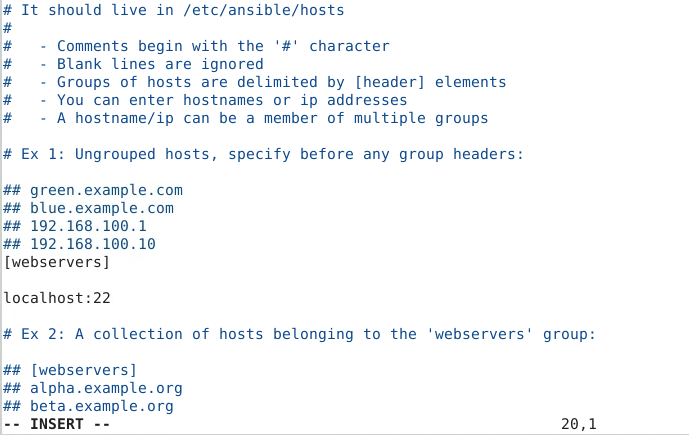 # It should live in /etc/ansible/hosts
#
#   - Comments begin with the '#' character
#   - Blank lines are ignored
#   - Groups of hosts are delimited by [header] elements
#   - You can enter hostnames or ip addresses
#   - A hostname/ip can be a member of multiple groups
# Ex 1: Ungrouped hosts, specify before any group headers:
## green.example.com
## blue.example.com
## 192.168.100.1
## 192.168.100.10
[webservers]
localhost:22
# Ex 2: A collection of hosts belonging to the 'webservers' group:
## [webservers]
## alpha.example.org
## beta.example.org
-- INSERT -- 20,1